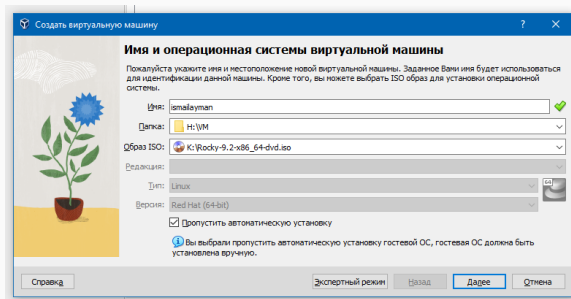 Создать виртуальную машину
Имя и операционная системы виртуальной машины
Пожалуйста укажите имя и местоположение новой виртуальной машины. Заданное Вами имя будет использоваться
для идентификации данной машины. Кроме того, вы можете выбрать ISO образ для установки операционной
системы.
Имя: ismailayman
Папка: H:\VM
Образ ISO: K:\Rocky-9.2-x86_64-dvd.iso
Редакция:
Тип: Linux
Версия: Red Hat (64-bit)
64
Пропустить автоматическую установку
Вы выбрали пропустить автоматическую установку гостевой ОС, гостевая ОС должна быть
установлена вручную.
Справка Экспертный режим Назад Далее Отмена